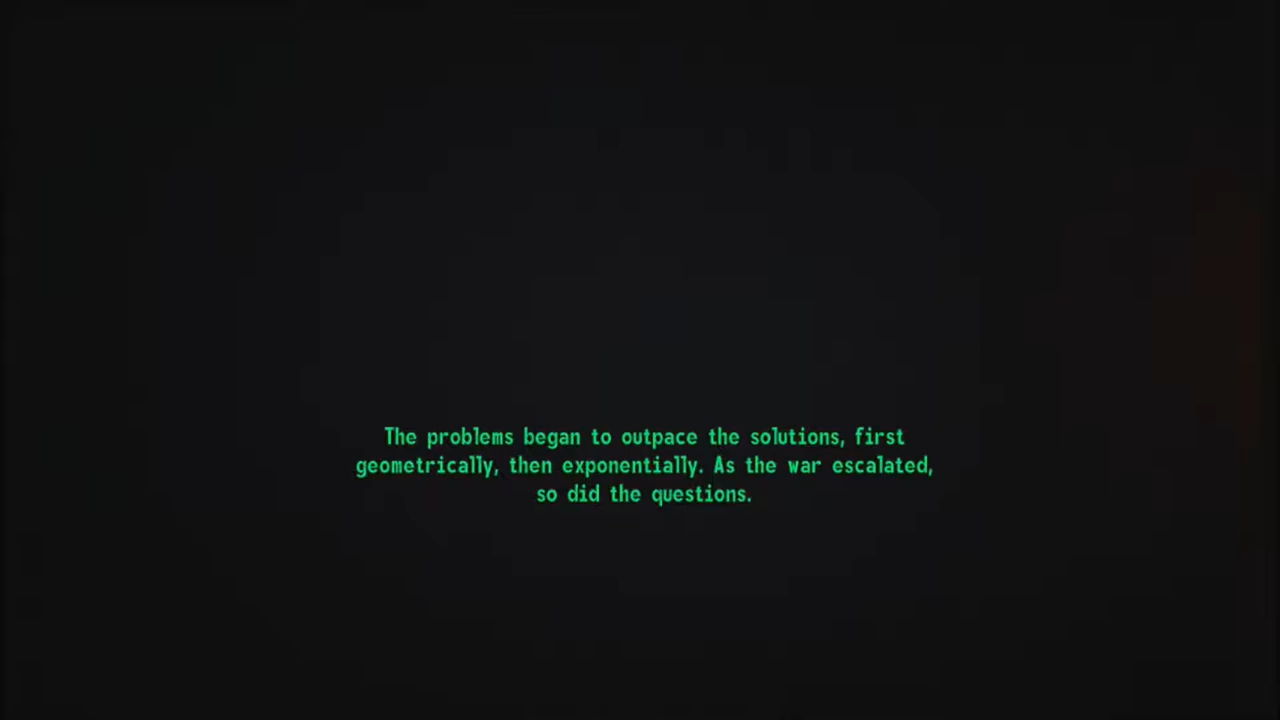 The problems began to outpace the solutions, first
geometrically, then exponentially. As the war escalated,
so did the questions.